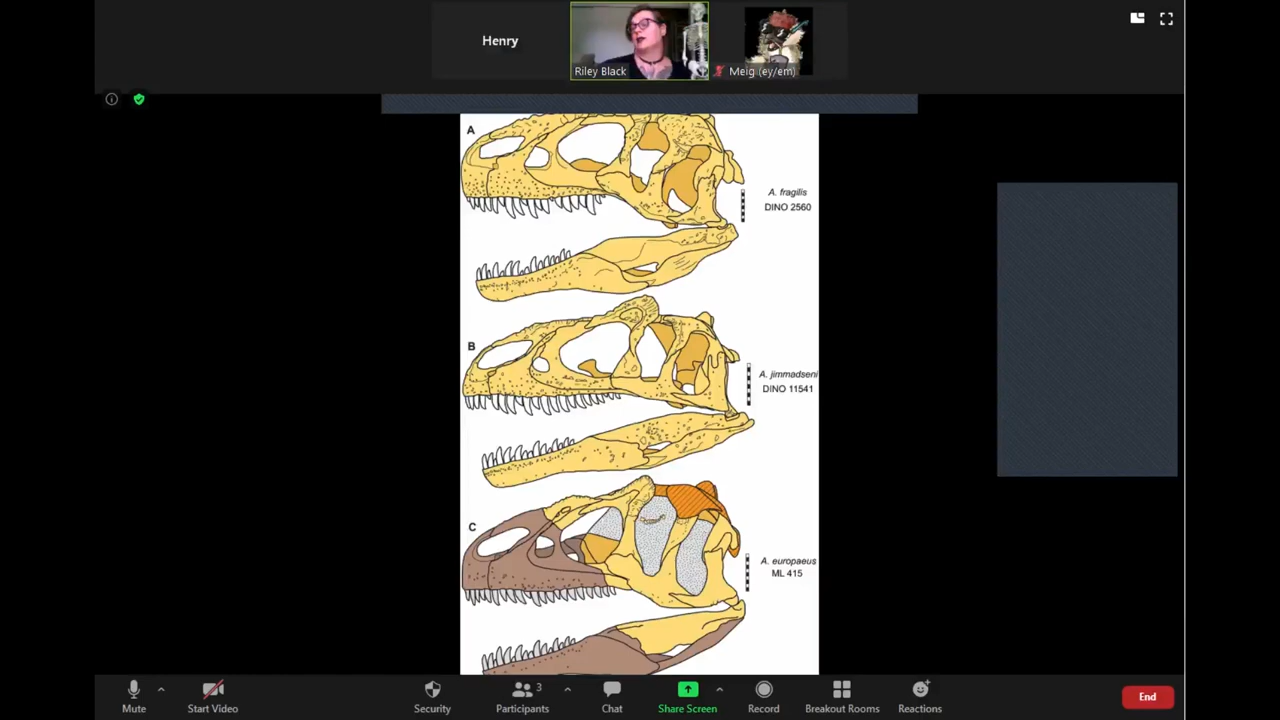 Henry
Riley Black
Meig (ey/em)
A
A. fragilis
DINO 2560
B
A. jimmadseni
DINO 11541
C
A. europaeus
ML 415
Mute
Start Video
Security
Participants
3
Chat
Share Screen
Record
Breakout Rooms
Reactions
End